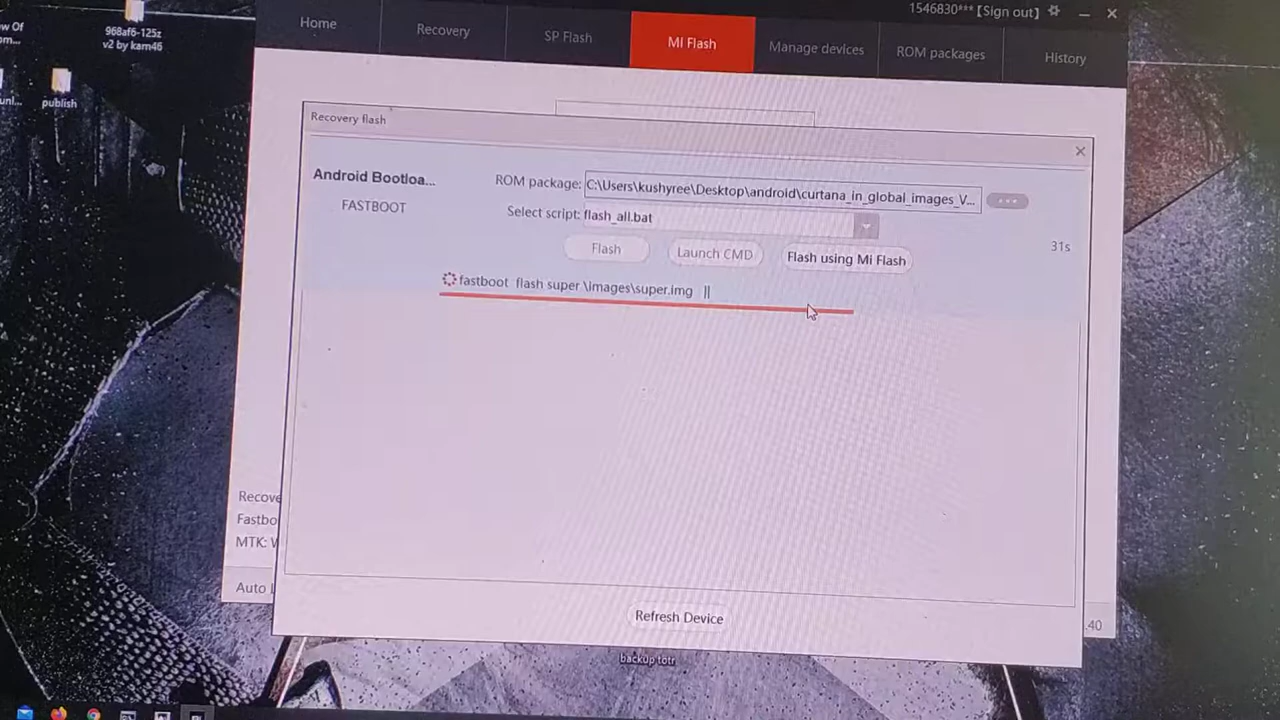 1546830***【Sign out】
Home
Recovery
SP Flash
MI Flash
Manage devices
ROM packages
History
968af6-125z
v2 by kam46
publish
Recovery flash
Android Bootloa...
FASTBOOT
ROM package: C:\Users\kushyree\Desktop\android\curtana_in_global_images_V...
Select script: flash_all.bat
31s
Flash
Launch CMD
Flash using Mi Flash
fastboot flash super \images\super.img ||
Recove
Fastbo
MTK:
Auto
.40
Refresh Device
backup totr